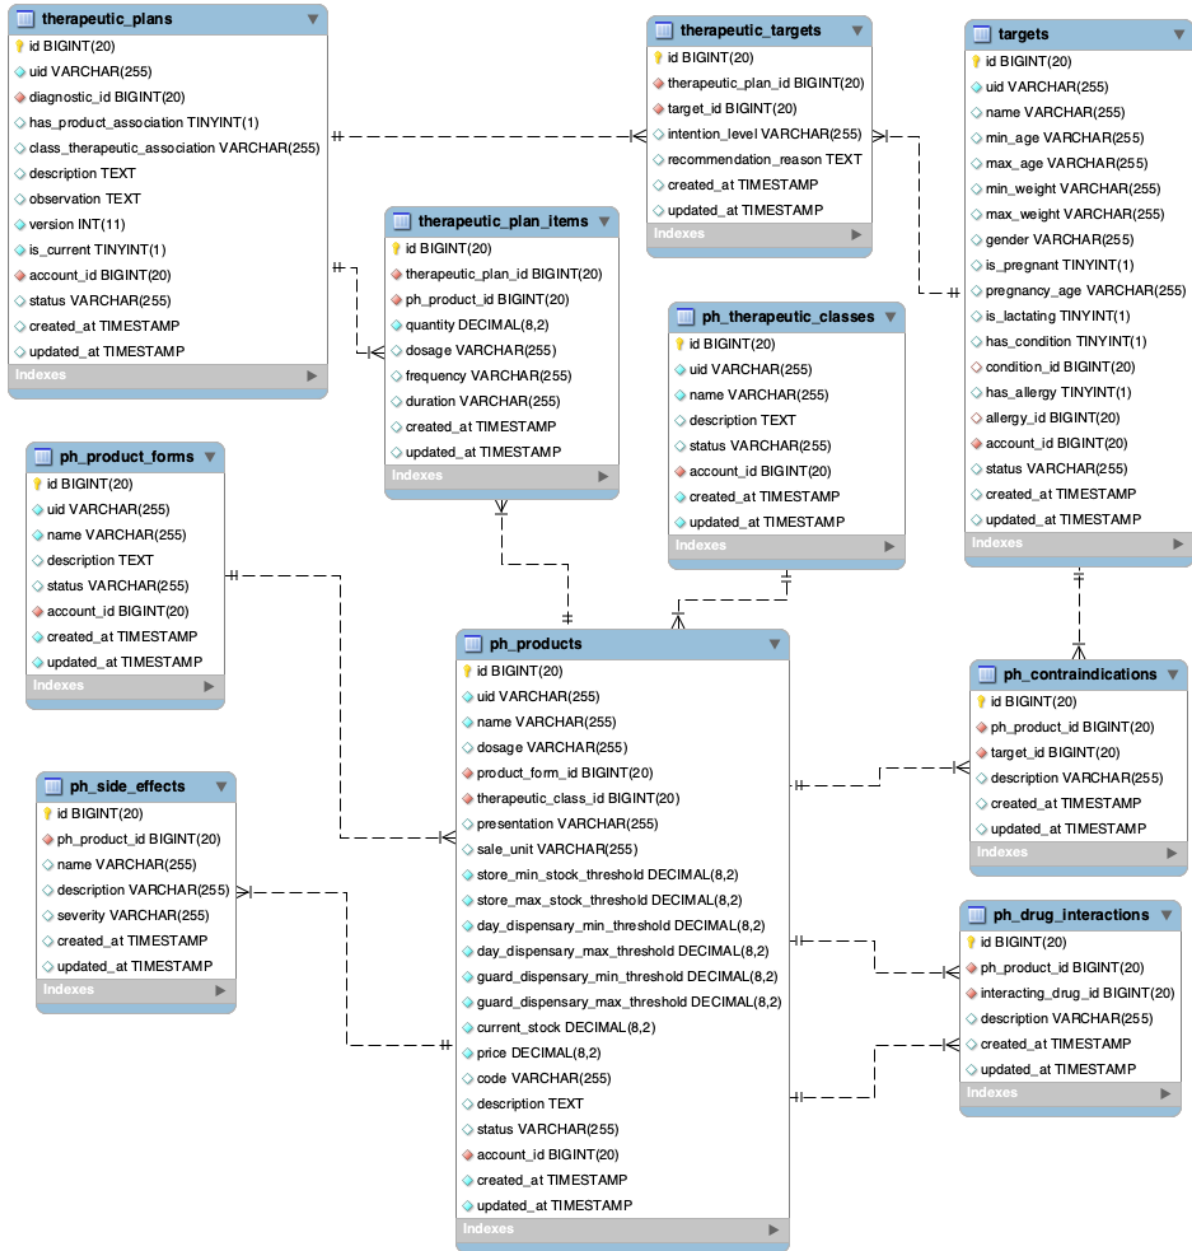 therapeutic_plans
id BIGINT(20)
uid VARCHAR(255)
diagnostic_id BIGINT(20)
has_product_association TINYINT(1)
class_therapeutic_association VARCHAR(255)
description TEXT
observation TEXT
version INT(11)
is_current TINYINT(1)
account_id BIGINT(20)
status VARCHAR(255)
created_at TIMESTAMP
updated_at TIMESTAMP
Indexes
therapeutic_targets
id BIGINT(20)
therapeutic_plan_id BIGINT(20)
target_id BIGINT(20)
intention_level VARCHAR(255)
recommendation_reason TEXT
created_at TIMESTAMP
updated_at TIMESTAMP
Indexes
targets
id BIGINT(20)
uid VARCHAR(255)
name VARCHAR(255)
min_age VARCHAR(255)
max_age VARCHAR(255)
min_weight VARCHAR(255)
max_weight VARCHAR(255)
gender VARCHAR(255)
is_pregnant TINYINT(1)
pregnancy_age VARCHAR(255)
is_lactating TINYINT(1)
has_condition TINYINT(1)
condition_id BIGINT(20)
has_allergy TINYINT(1)
allergy_id BIGINT(20)
account_id BIGINT(20)
status VARCHAR(255)
created_at TIMESTAMP
updated_at TIMESTAMP
Indexes
therapeutic_plan_items
id BIGINT(20)
therapeutic_plan_id BIGINT(20)
ph_product_id BIGINT(20)
quantity DECIMAL(8,2)
dosage VARCHAR(255)
frequency VARCHAR(255)
duration VARCHAR(255)
created_at TIMESTAMP
updated_at TIMESTAMP
Indexes
ph_therapeutic_classes
id BIGINT(20)
uid VARCHAR(255)
name VARCHAR(255)
description TEXT
status VARCHAR(255)
account_id BIGINT(20)
created_at TIMESTAMP
updated_at TIMESTAMP
Indexes
ph_product_forms
id BIGINT(20)
uid VARCHAR(255)
name VARCHAR(255)
description TEXT
status VARCHAR(255)
account_id BIGINT(20)
created_at TIMESTAMP
updated_at TIMESTAMP
Indexes
ph_products
id BIGINT(20)
uid VARCHAR(255)
name VARCHAR(255)
dosage VARCHAR(255)
product_form_id BIGINT(20)
therapeutic_class_id BIGINT(20)
presentation VARCHAR(255)
sale_unit VARCHAR(255)
store_min_stock_threshold DECIMAL(8,2)
store_max_stock_threshold DECIMAL(8,2)
day_dispensary_min_threshold DECIMAL(8,2)
day_dispensary_max_threshold DECIMAL(8,2)
guard_dispensary_min_threshold DECIMAL(8,2)
guard_dispensary_max_threshold DECIMAL(8,2)
current_stock DECIMAL(8,2)
price DECIMAL(8,2)
code VARCHAR(255)
description TEXT
status VARCHAR(255)
account_id BIGINT(20)
created_at TIMESTAMP
updated_at TIMESTAMP
Indexes
ph_contraindications
id BIGINT(20)
ph_product_id BIGINT(20)
target_id BIGINT(20)
description VARCHAR(255)
created_at TIMESTAMP
updated_at TIMESTAMP
Indexes
ph_side_effects
id BIGINT(20)
ph_product_id BIGINT(20)
name VARCHAR(255)
description VARCHAR(255)
severity VARCHAR(255)
created_at TIMESTAMP
updated_at TIMESTAMP
Indexes
ph_drug_interactions
id BIGINT(20)
ph_product_id BIGINT(20)
interacting_drug_id BIGINT(20)
description VARCHAR(255)
created_at TIMESTAMP
updated_at TIMESTAMP
Indexes